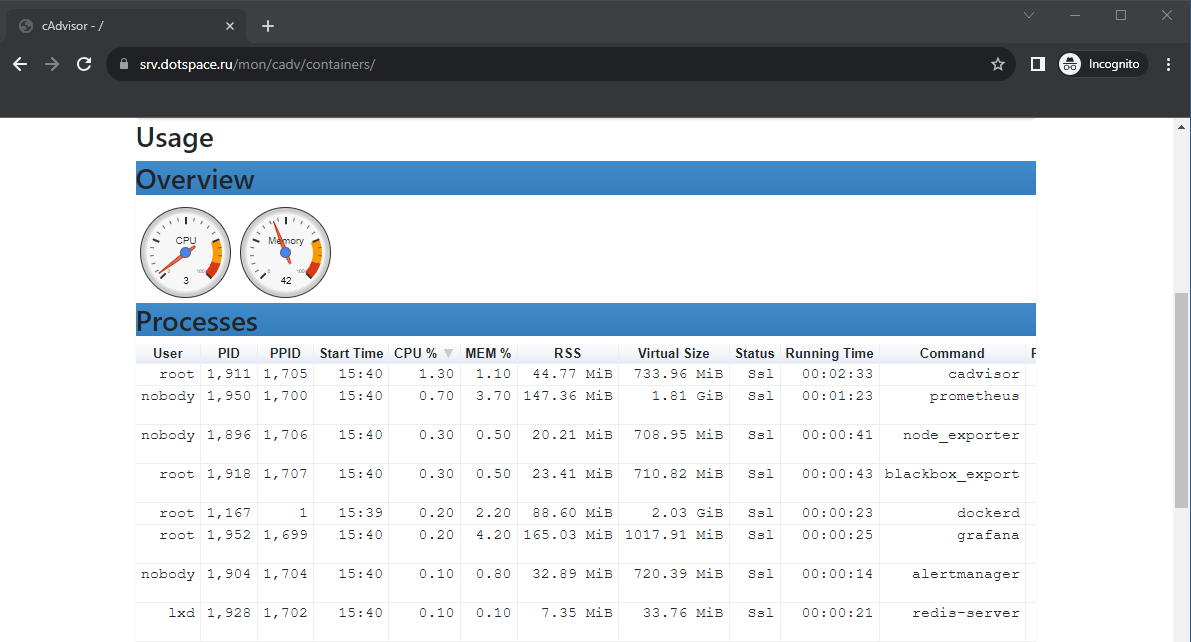 cAdvisor - /
srv.dotspace.ru/mon/cadv/containers/
Incognito
Usage
Overview
CPU
0 100
3
Memory
0 100
42
Processes
User PID PPID Start Time CPU % MEM % RSS Virtual Size Status Running Time Command
root 1,911 1,705 15:40 1.30 1.10 44.77 MiB 733.96 MiB Ssl 00:02:33 cadvisor
nobody 1,950 1,700 15:40 0.70 3.70 147.36 MiB 1.81 GiB Ssl 00:01:23 prometheus
nobody 1,896 1,706 15:40 0.30 0.50 20.21 MiB 708.95 MiB Ssl 00:00:41 node_exporter
root 1,918 1,707 15:40 0.30 0.50 23.41 MiB 710.82 MiB Ssl 00:00:43 blackbox_export
root 1,167 1 15:39 0.20 2.20 88.60 MiB 2.03 GiB Ssl 00:00:23 dockerd
root 1,952 1,699 15:40 0.20 4.20 165.03 MiB 1017.91 MiB Ssl 00:00:25 grafana
nobody 1,904 1,704 15:40 0.10 0.80 32.89 MiB 720.39 MiB Ssl 00:00:14 alertmanager
lxd 1,928 1,702 15:40 0.10 0.10 7.35 MiB 33.76 MiB Ssl 00:00:21 redis-server